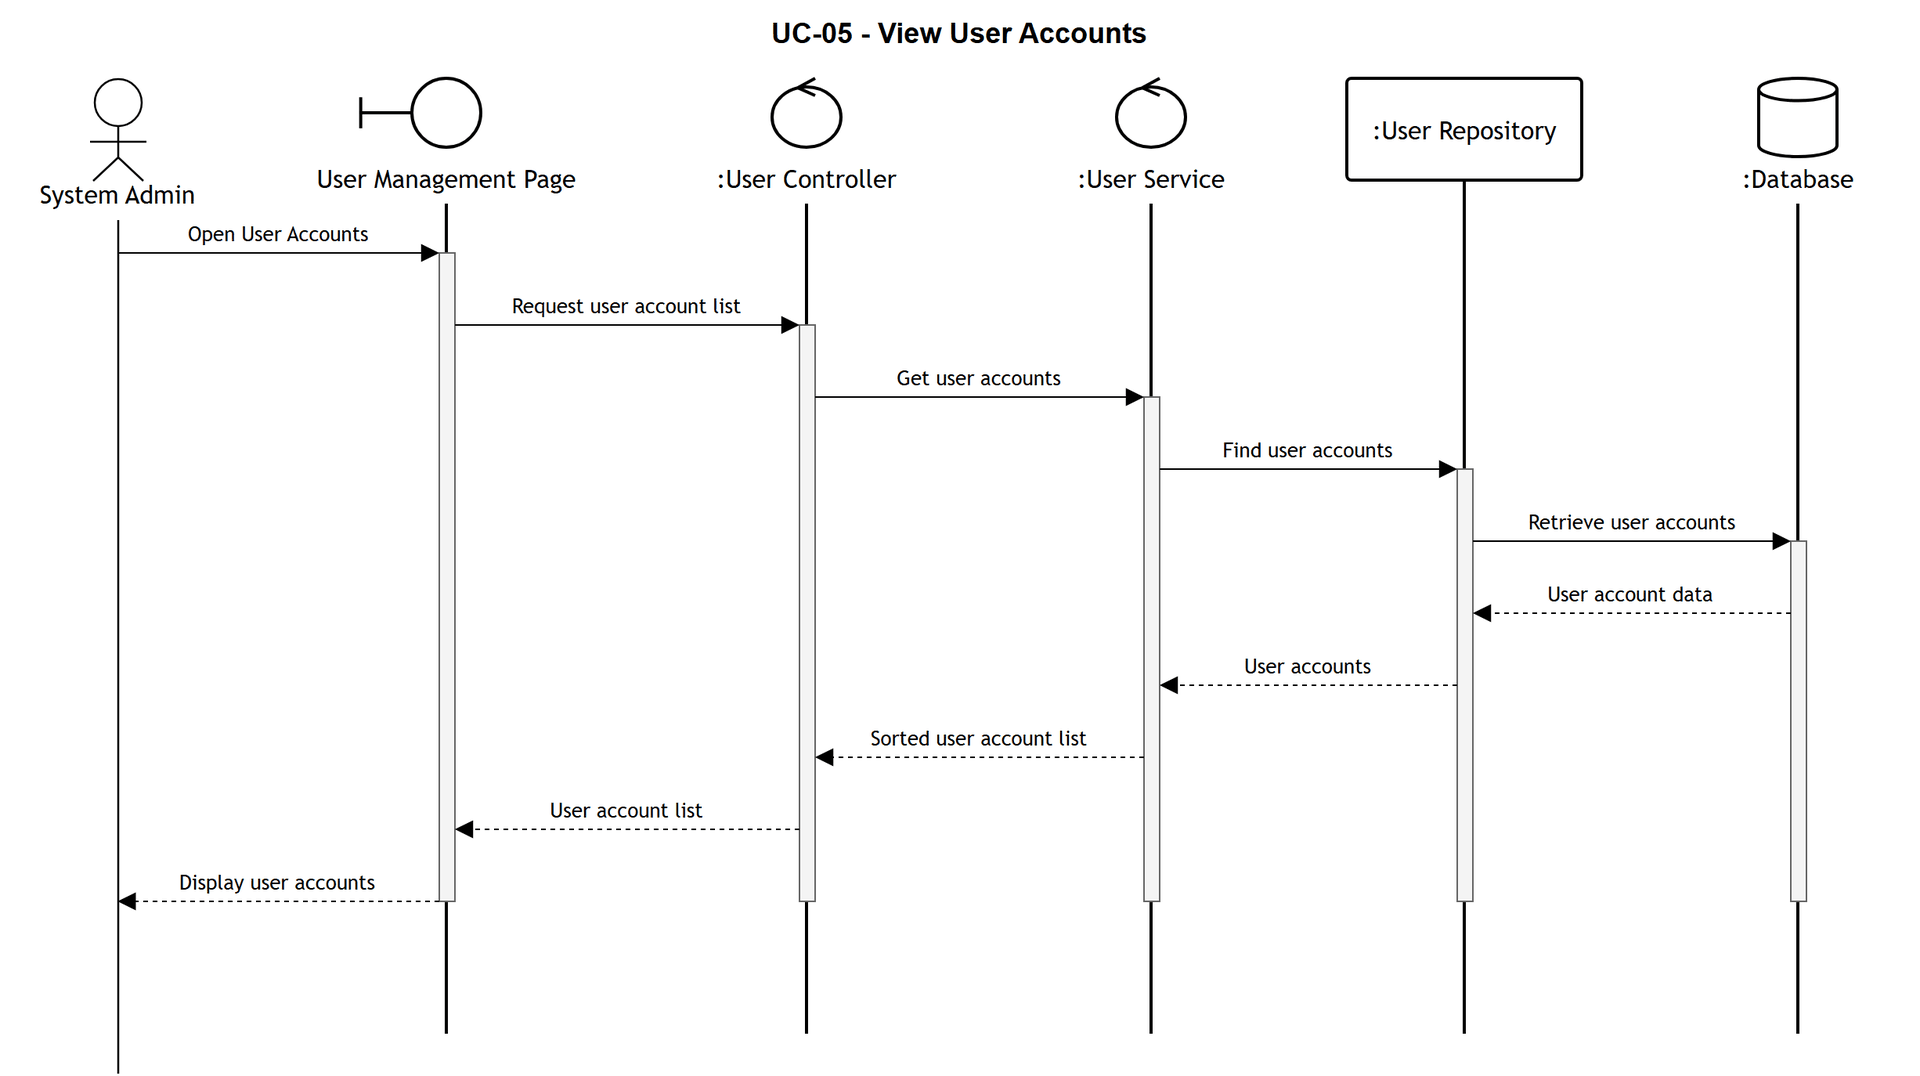 UC-05 - View User Accounts
System Admin
User Management Page
:User Controller
:User Service
:User Repository
:Database
Open User Accounts
Request user account list
Get user accounts
Find user accounts
Retrieve user accounts
User account data
User accounts
Sorted user account list
User account list
Display user accounts